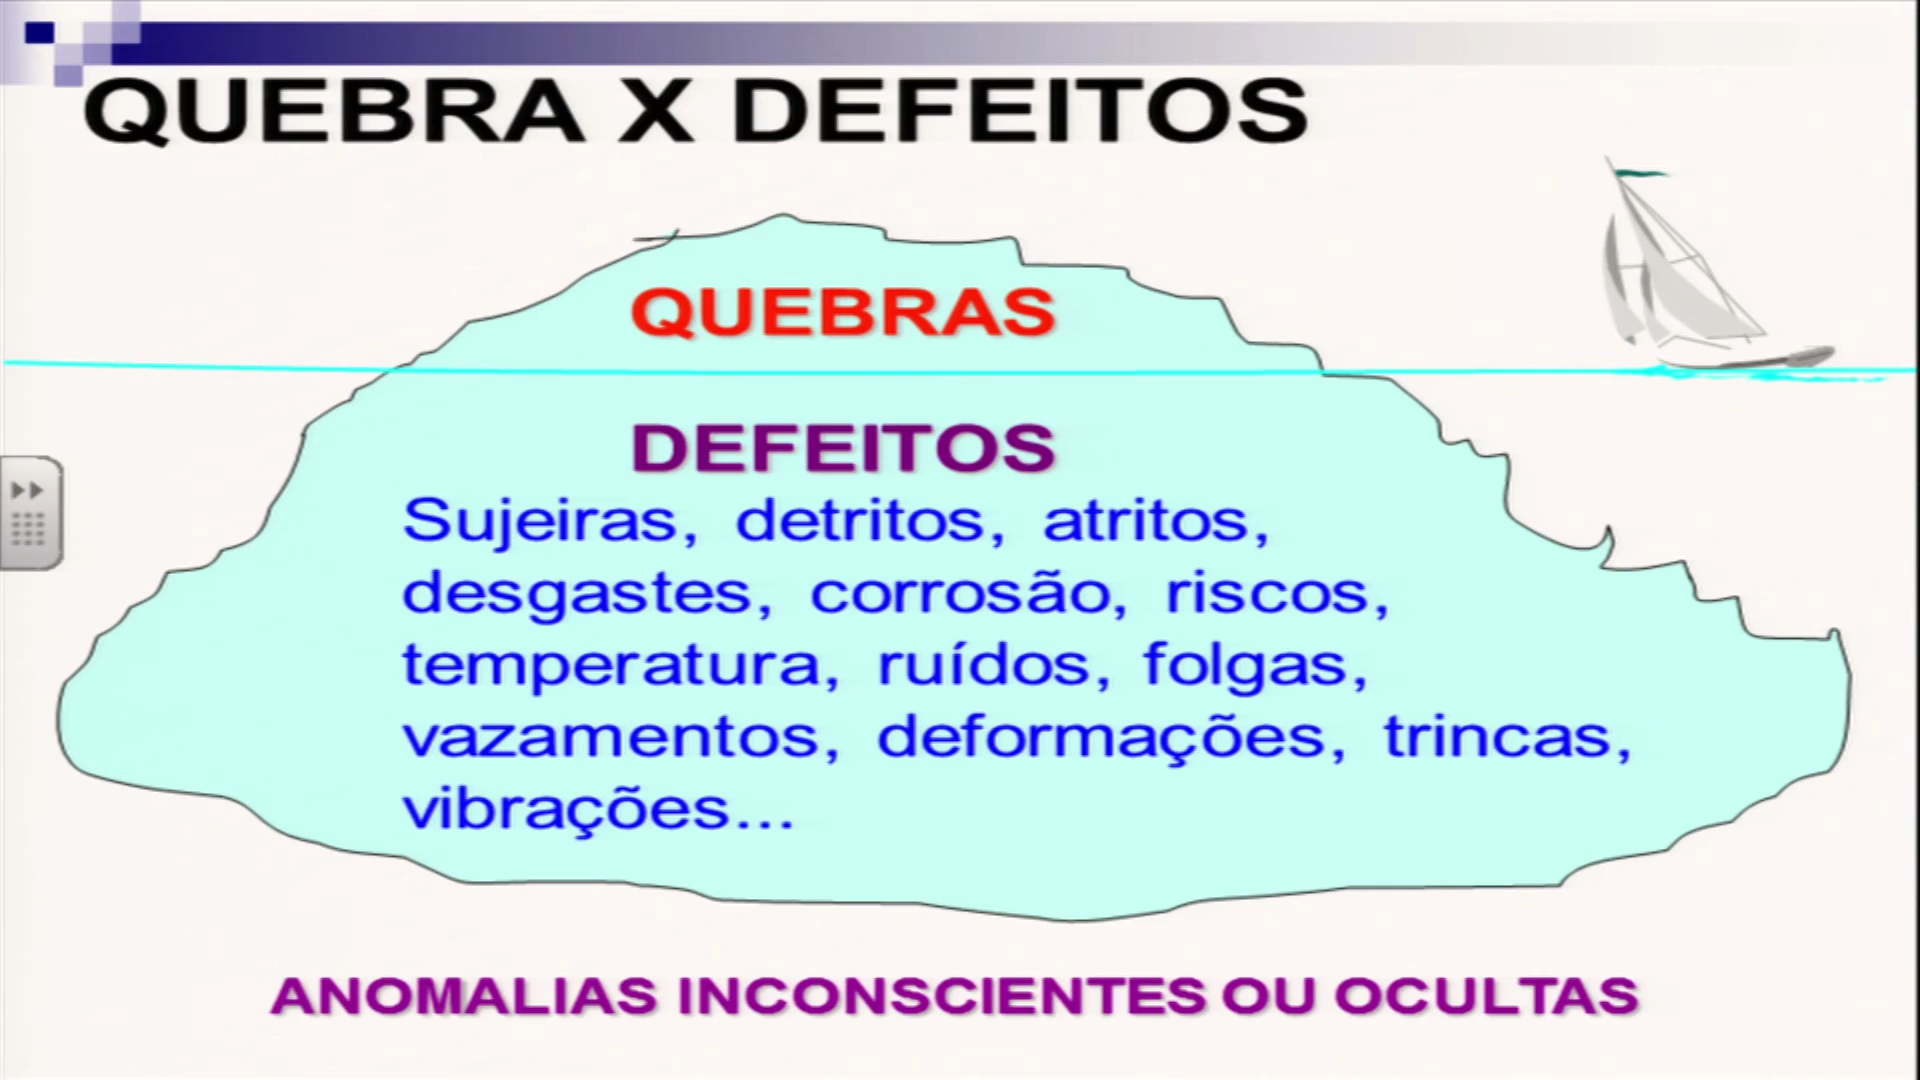 QUEBRA X DEFEITOS
QUEBRAS
DEFEITOS
Sujeiras, detritos, atritos,
desgastes, corrosão, riscos,
temperatura, ruídos, folgas,
vazamentos, deformações, trincas,
vibrações...
ANOMALIAS INCONSCIENTES OU OCULTAS